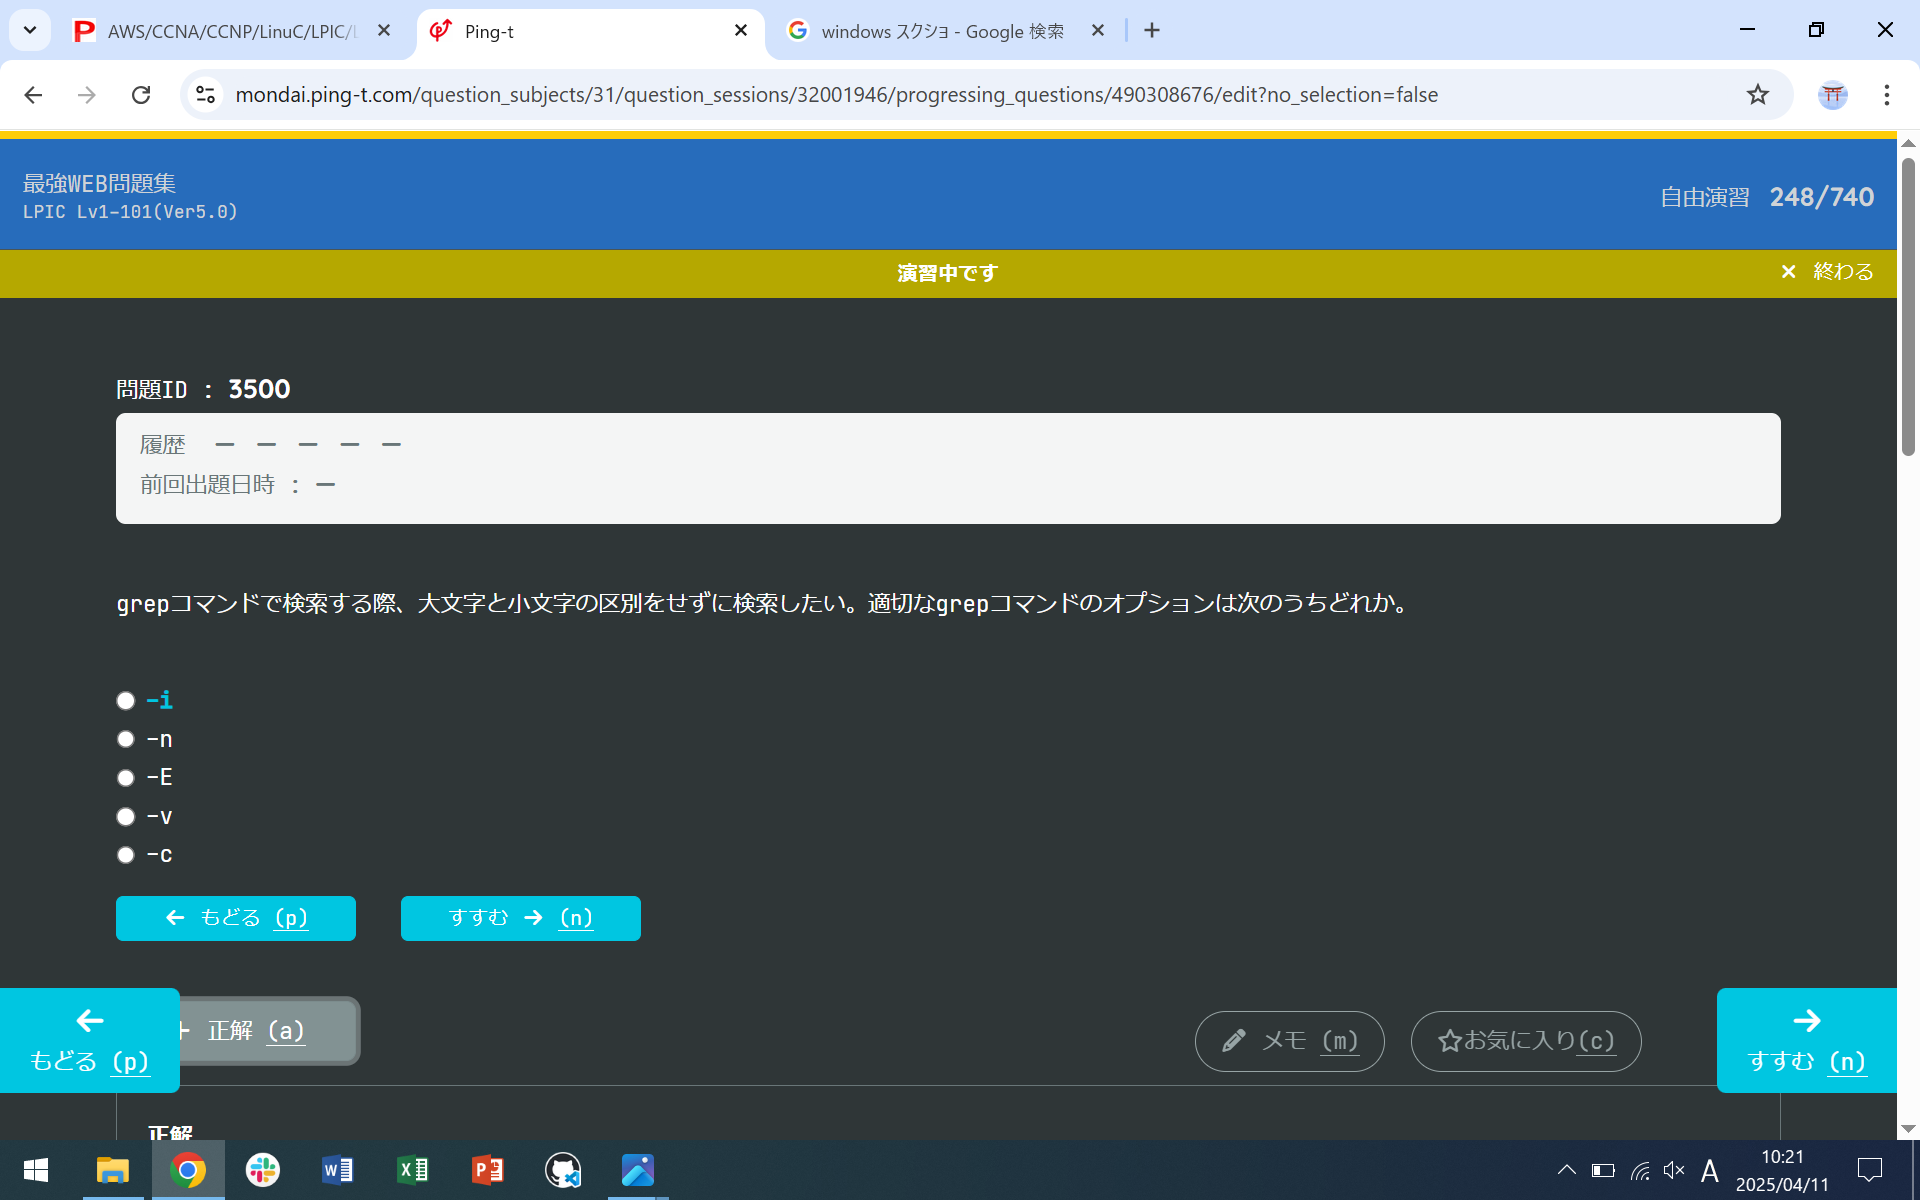 AWS/CCNA/CCNP/LinuC/LPIC/
Ping-t
windows スクショ - Google 検索
mondai.ping-t.com/question_subjects/31/question_sessions/32001946/progressing_questions/490308676/edit?no_selection=false
最強WEB問題集
LPIC Lv1-101(Ver5.0)
自由演習 248/740
演習中です
× 終わる
問題ID : 3500
履歴 ー ー ー ー ー
前回出題日時 : ー
grepコマンドで検索する際、大文字と小文字の区別をせずに検索したい。適切なgrepコマンドのオプションは次のうちどれか。
-i
-n
-E
-v
-c
← もどる (p)
すすむ → (n)
← もどる (p)
正解 (a)
メモ (m)
☆お気に入り(c)
→ すすむ (n)
正解
A
10:21
2025/04/11